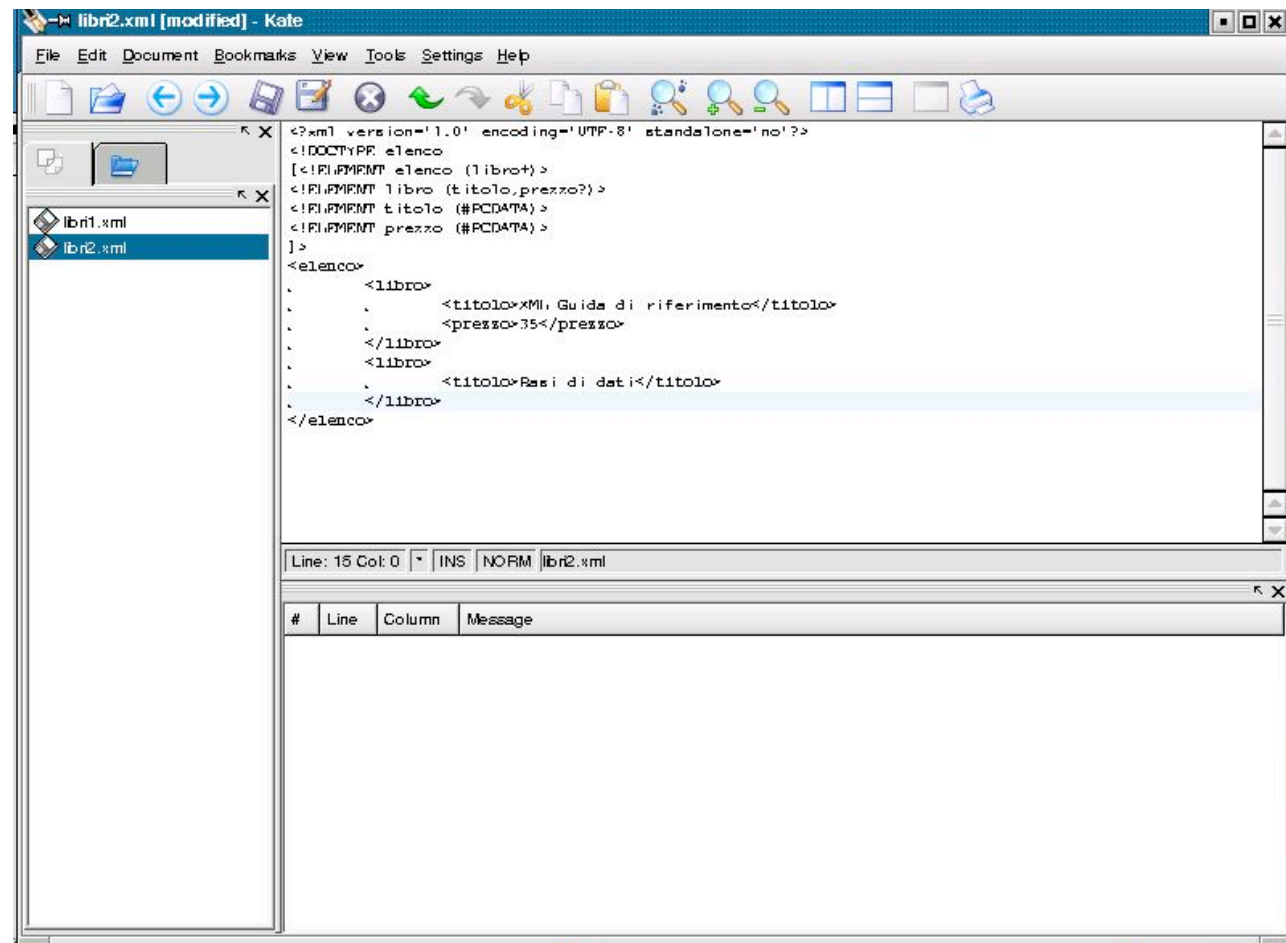 libri2.xml [modified] - Kate
File Edit Document Bookmarks View Tools Settings Help
libri1.xml
libri2.xml
<?xml version='1.0' encoding='UTF-8' standalone='no'?>
<!DOCTYPE elenco
[<!ELEMENT elenco (libro+)>
<!ELEMENT libro (titolo,prezzo?)>
<!ELEMENT titolo (#PCDATA)>
<!ELEMENT prezzo (#PCDATA)>
]>
<elenco>
<libro>
<titolo>XML Guida di riferimento</titolo>
<prezzo>35</prezzo>
</libro>
<libro>
<titolo>Basi di dati</titolo>
</libro>
</elenco>
Line: 15 Col: 0 * INS NORM libri2.xml
# Line Column Message